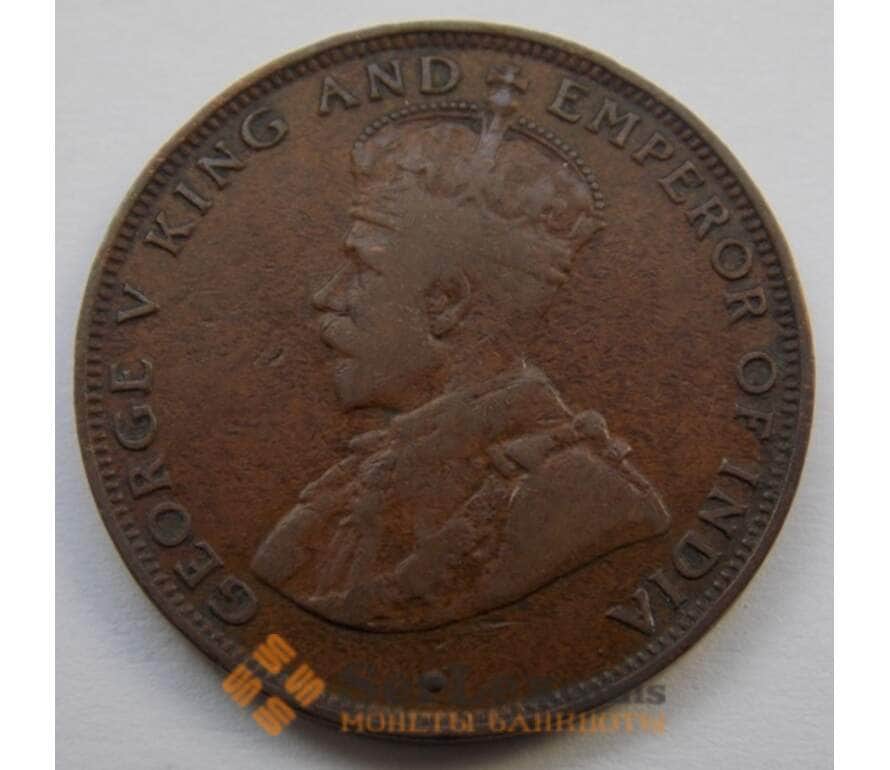 GEORGE V KING AND EMPEROR OF INDIA
МОНЕТЫ БАНКНОТЫ